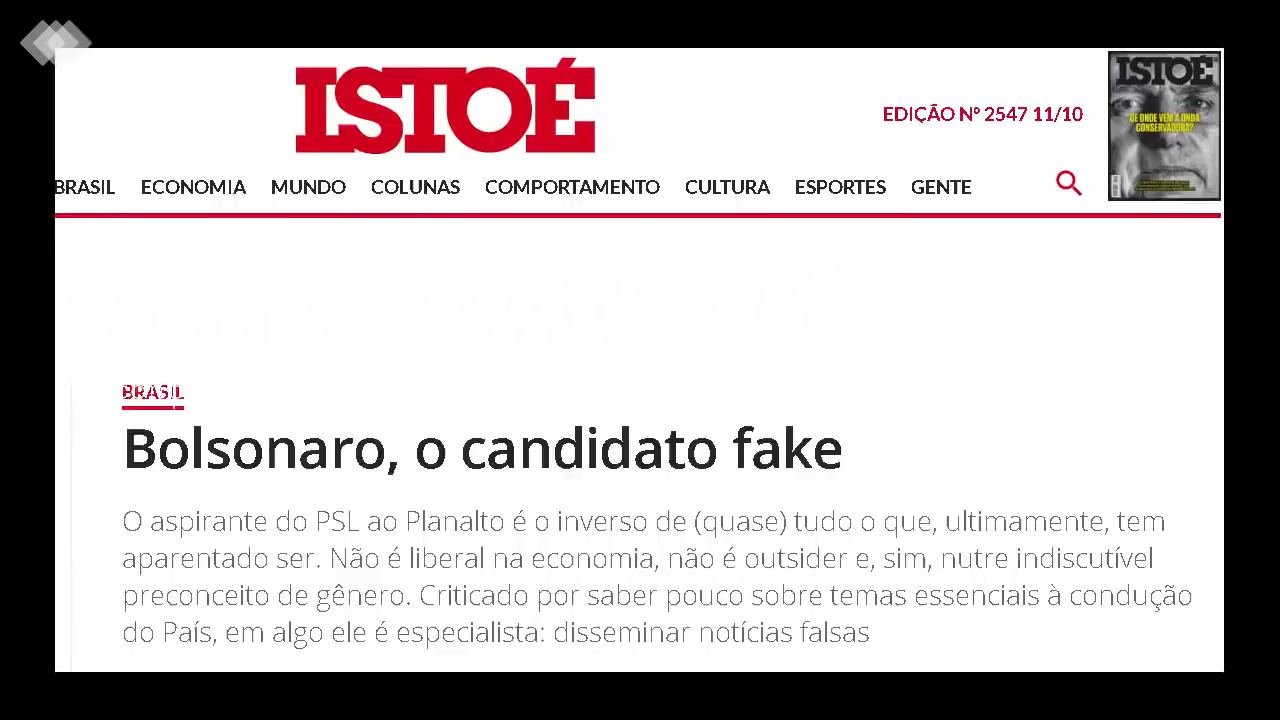 ISTOÉ
EDIÇÃO Nº 2547 11/10
ISTOÉ
DE ONDE VEM A ONDA
CONSERVADORA?
BRASIL ECONOMIA MUNDO COLUNAS COMPORTAMENTO CULTURA ESPORTES GENTE
BRASIL
Bolsonaro, o candidato fake
O aspirante do PSL ao Planalto é o inverso de (quase) tudo o que, ultimamente, tem
aparentado ser. Não é liberal na economia, não é outsider e, sim, nutre indiscutível
preconceito de gênero. Criticado por saber pouco sobre temas essenciais à condução
do País, em algo ele é especialista: disseminar notícias falsas